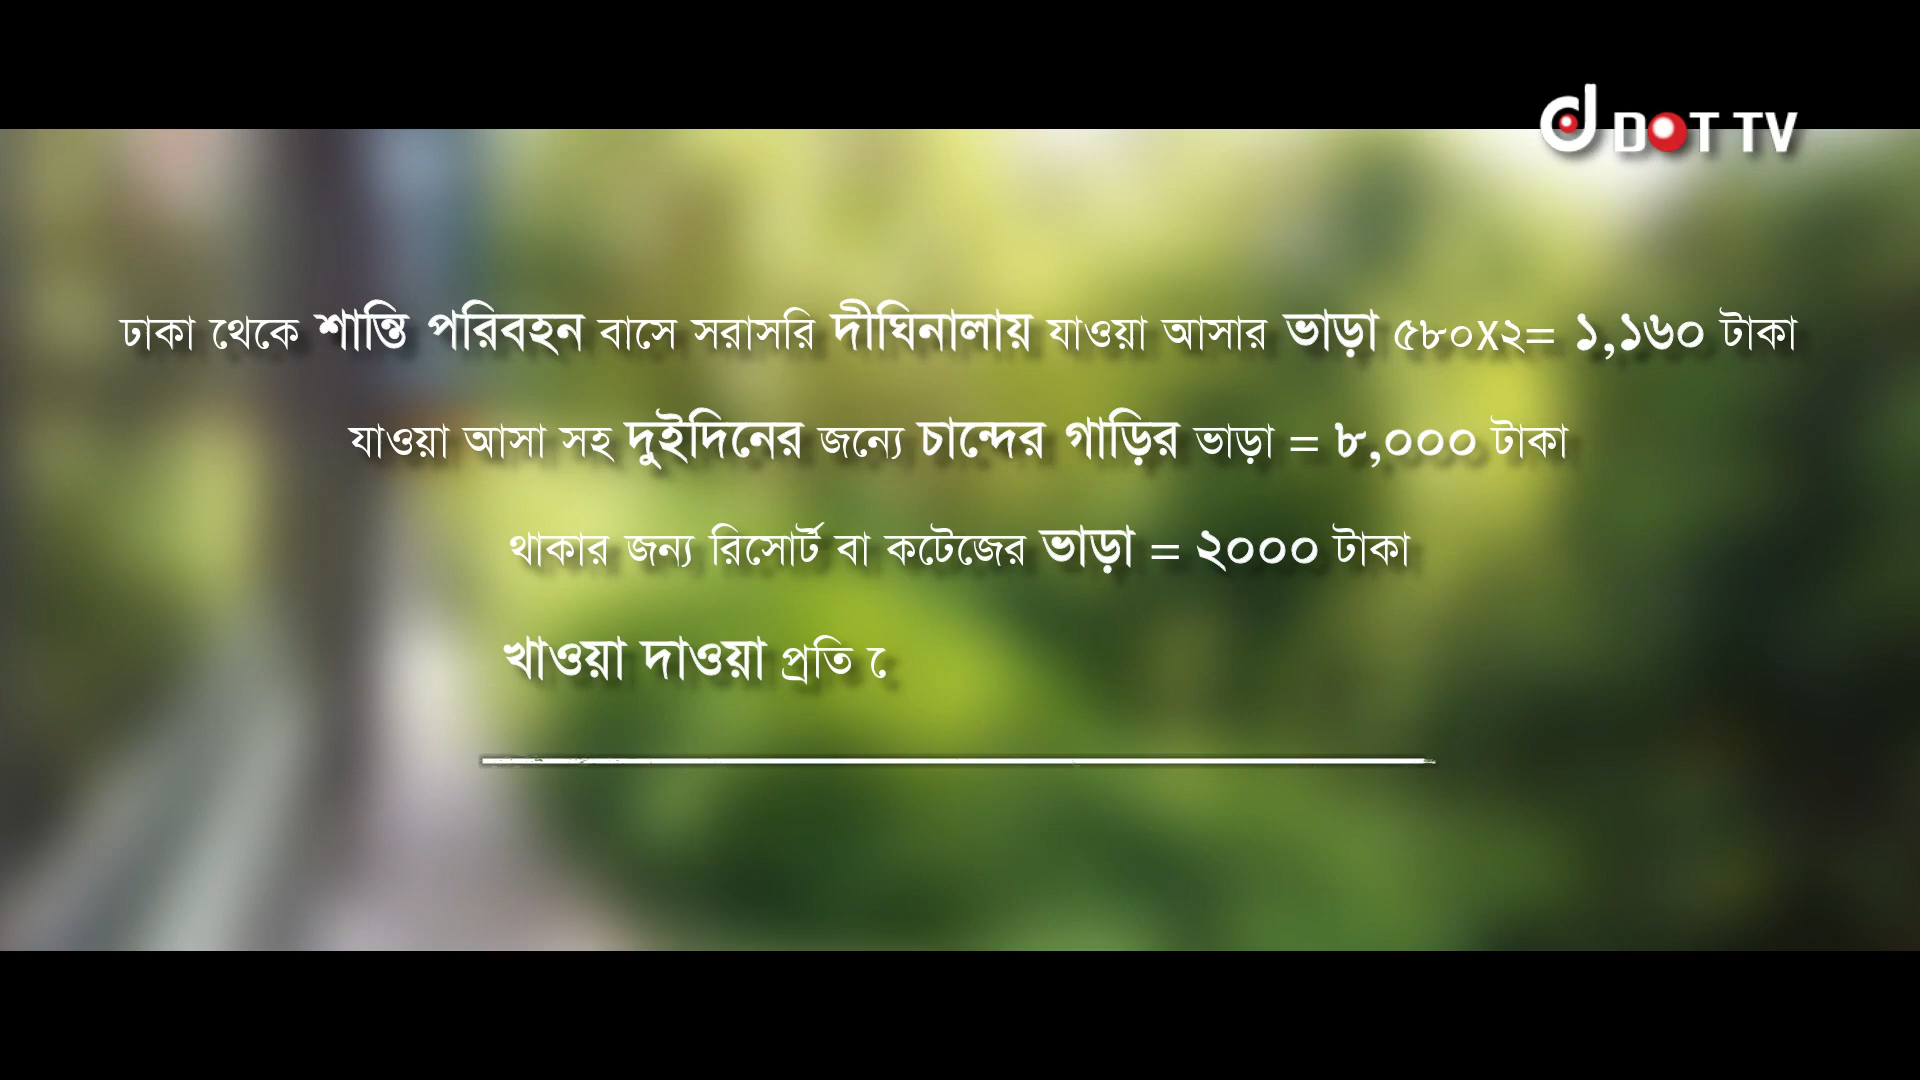 DOT TV
ঢাকা থেকে শান্তি পরিবহন বাসে সরাসরি দীঘিনালায় যাওয়া আসার ভাড়া ৫৮০x২= ১,১৬০ টাকা
যাওয়া আসা সহ দুইদিনের জন্যে চান্দের গাড়ির ভাড়া = ৮,০০০ টাকা
থাকার জন্য রিসোর্ট বা কটেজের ভাড়া = ২০০০ টাকা
খাওয়া দাওয়া প্রতি